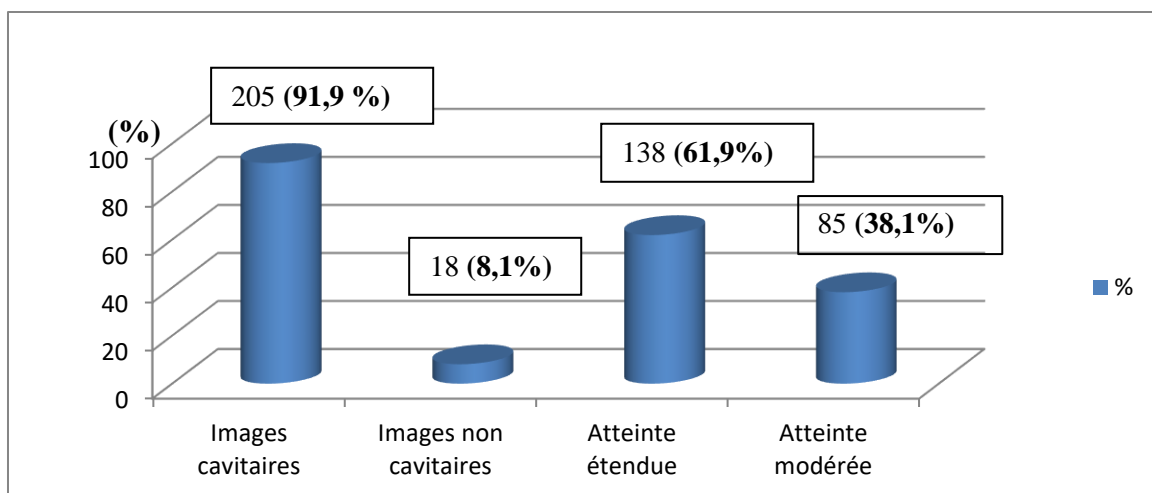 205 (91,9 %)
(%)
138 (61,9%)
85 (38,1%)
18 (8,1%)
100
80
60
40
20
0
%
Images
cavitaires
Images non
cavitaires
Atteinte
étendue
Atteinte
modérée